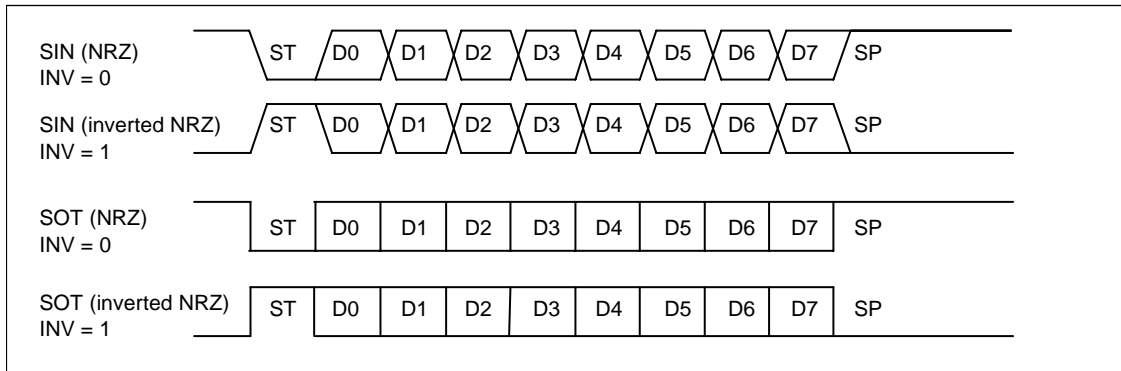 SIN (NRZ)
INV = 0
ST D0 D1 D2 D3 D4 D5 D6 D7 SP
SIN (inverted NRZ)
INV = 1
ST D0 D1 D2 D3 D4 D5 D6 D7 SP
SOT (NRZ)
INV = 0
ST D0 D1 D2 D3 D4 D5 D6 D7 SP
SOT (inverted NRZ)
INV = 1
ST D0 D1 D2 D3 D4 D5 D6 D7 SP